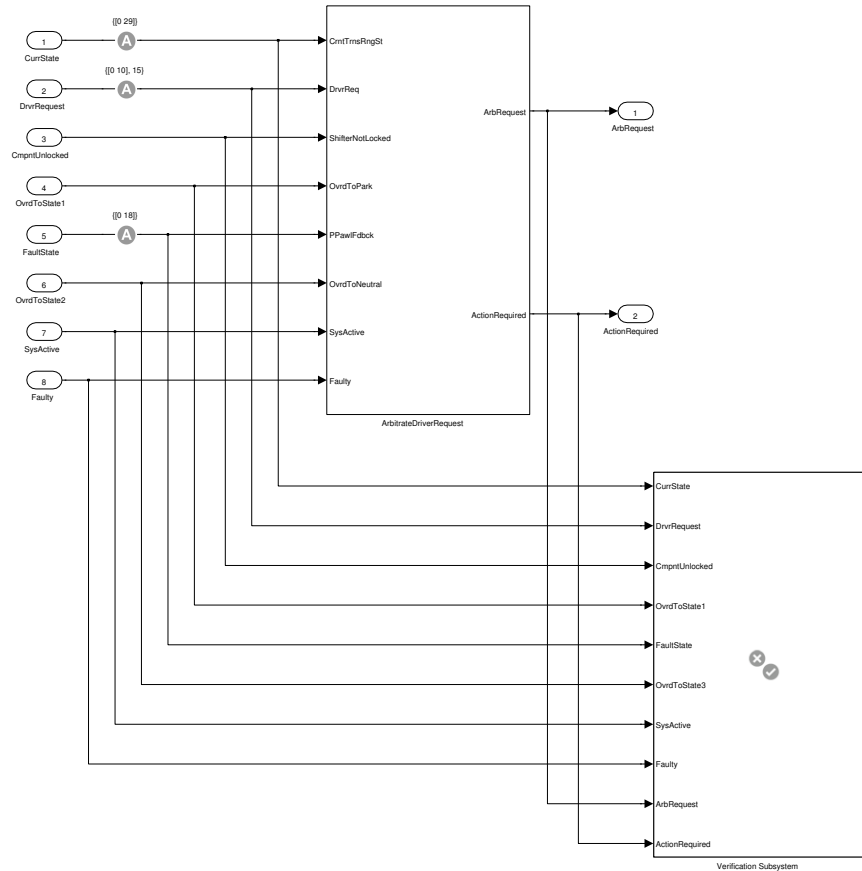 {[0 29]}
1
A
CurrState
CrntTrnsRngSt
{[0 10], 15}
2
A
DrvrRequest
DrvrReq
3
CmpntUnlocked
ShifterNotLocked
4
OvrdToState1
OvrdToPark
{[0 18]}
5
A
FaultState
PPawlFdbck
6
OvrdToState2
OvrdToNeutral
7
SysActive
SysActive
8
Faulty
Faulty
ArbRequest
1
ArbRequest
ActionRequired
2
ActionRequired
ArbitrateDriverRequest
CurrState
DrvrRequest
CmpntUnlocked
OvrdToState1
FaultState
OvrdToState3
SysActive
Faulty
ArbRequest
ActionRequired
Verification Subsystem